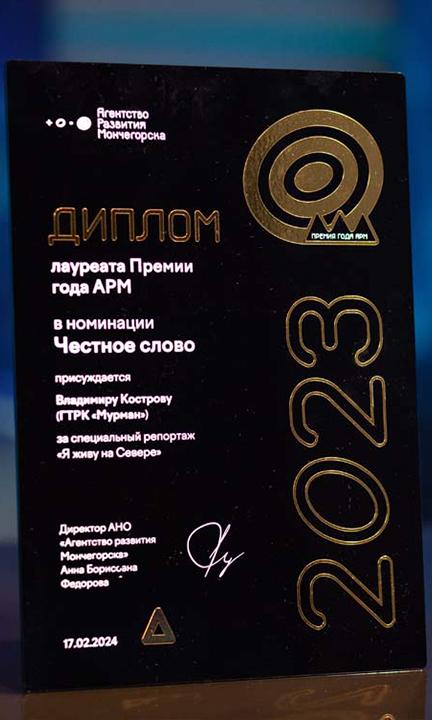 Агентство
Развития
Мончегорска
ПРЕМИЯ ГОДА АРМ
ДИПЛОМ
лауреата Премии
года АРМ
в номинации
Честное слово
присуждается
Владимиру Кострову
(ГТРК «Мурман»)
за специальный репортаж
«Я живу на Севере»
2023
Директор АНО
«Агентство развития
Мончегорска»
Анна Борисовна
Федорова
17.02.2024